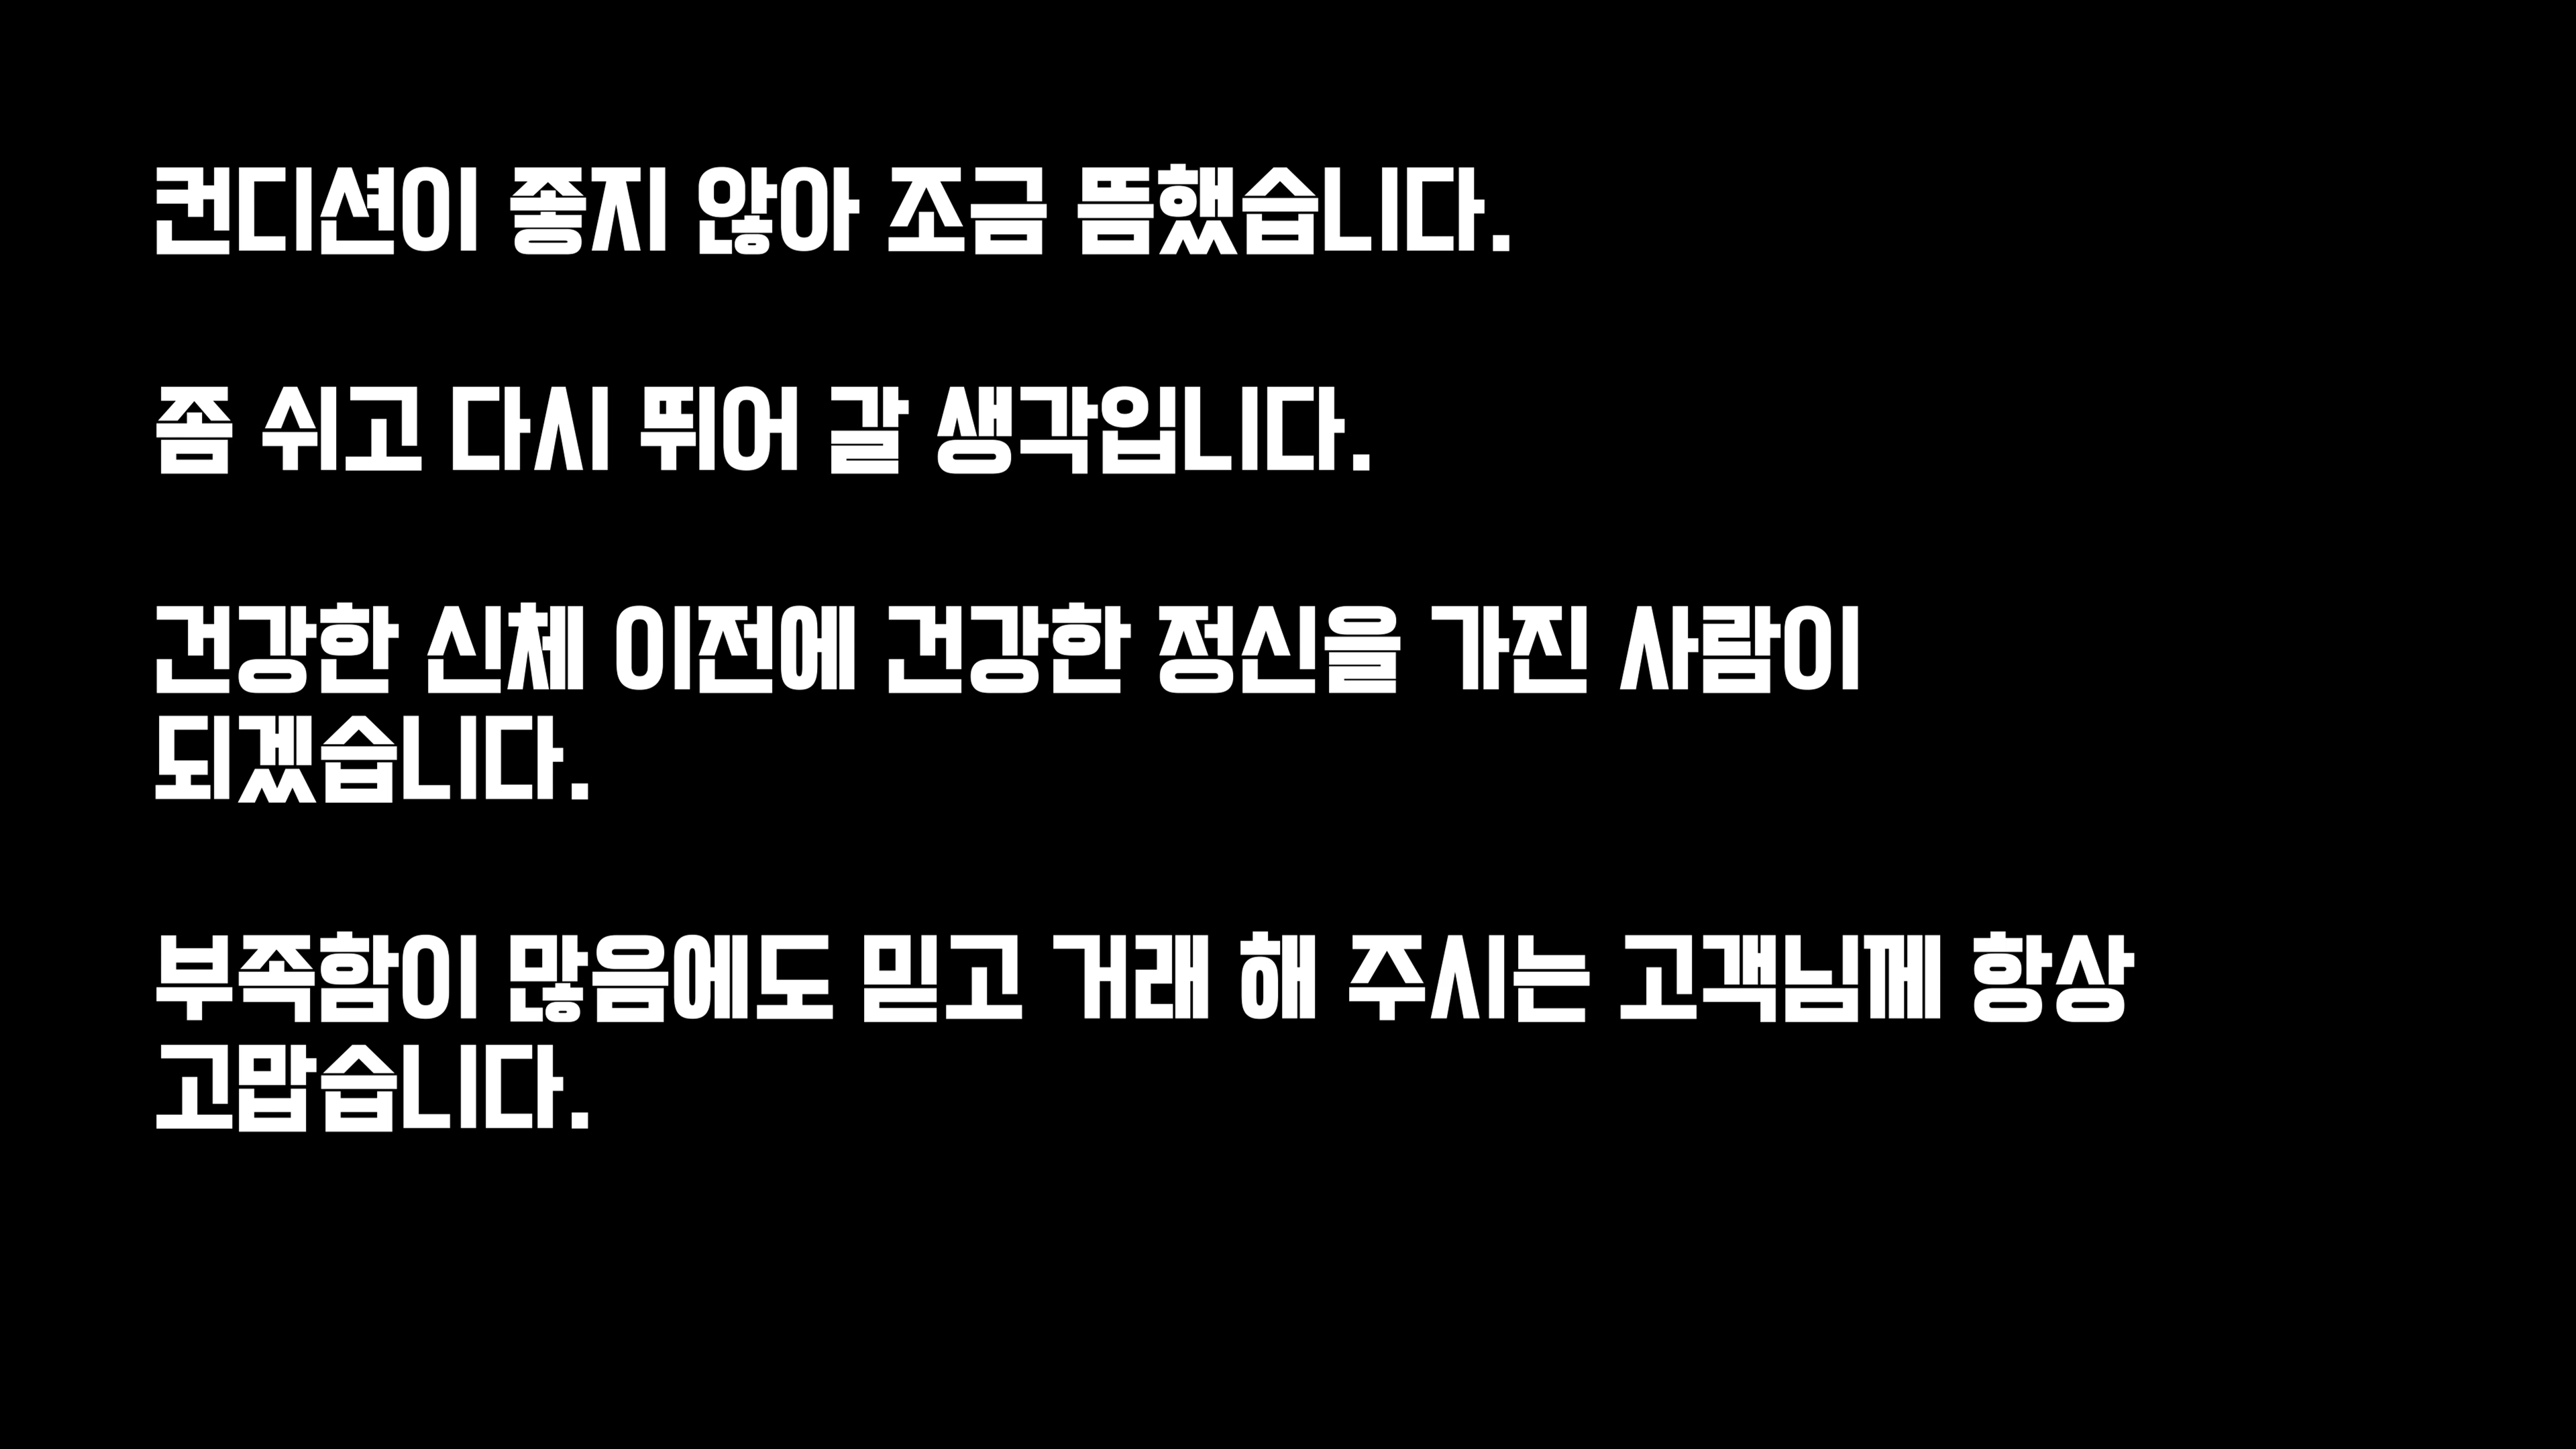 컨디션이 좋지 않아 조금 뜸했습니다.
좀 쉬고 다시 뛰어 갈 생각입니다.
건강한 신체 이전에 건강한 정신을 가진 사람이
되겠습니다.
부족함이 많음에도 믿고 거래 해 주시는 고객님께 항상
고맙습니다.